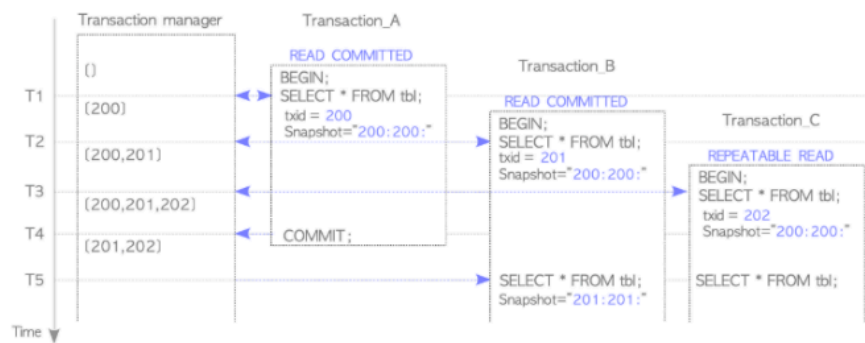 Transaction manager
Transaction_A
READ COMMITTED
Transaction_B
{}
BEGIN;
T1
SELECT * FROM tbl;
READ COMMITTED
{200}
txid = 200
Transaction_C
Snapshot="200:200:"
BEGIN;
T2
SELECT * FROM tbl;
{200,201}
txid = 201
REPEATABLE READ
Snapshot="200:200:"
BEGIN;
T3
SELECT * FROM tbl;
{200,201,202}
txid = 202
T4
COMMIT;
Snapshot="200:200:"
{201,202}
T5
SELECT * FROM tbl;
SELECT * FROM tbl;
Snapshot="201:201:"
Time